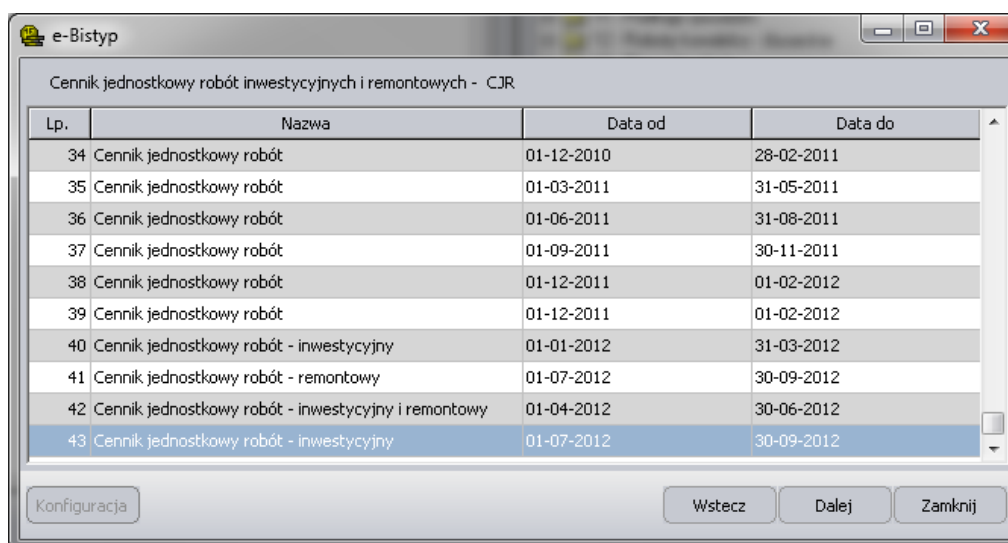 e-Bistyp
Cennik jednostkowy robót inwestycyjnych i remontowych - CJR
Lp. Nazwa Data od Data do
34 Cennik jednostkowy robót 01-12-2010 28-02-2011
35 Cennik jednostkowy robót 01-03-2011 31-05-2011
36 Cennik jednostkowy robót 01-06-2011 31-08-2011
37 Cennik jednostkowy robót 01-09-2011 30-11-2011
38 Cennik jednostkowy robót 01-12-2011 01-02-2012
39 Cennik jednostkowy robót 01-12-2011 01-02-2012
40 Cennik jednostkowy robót - inwestycyjny 01-01-2012 31-03-2012
41 Cennik jednostkowy robót - remontowy 01-07-2012 30-09-2012
42 Cennik jednostkowy robót - inwestycyjny i remontowy 01-04-2012 30-06-2012
43 Cennik jednostkowy robót - inwestycyjny 01-07-2012 30-09-2012
Konfiguracja Wstecz Dalej Zamknij